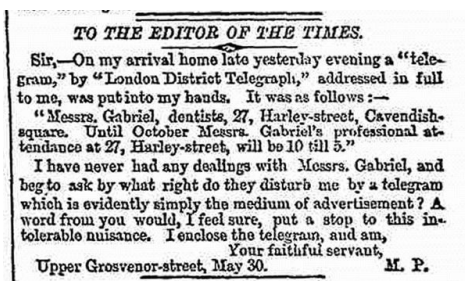 TO THE EDITOR OF THE TIMES.
Sir,—On my arrival home late yesterday evening a "tele-
gram," by "London District Telegraph," addressed in full
to me, was put into my hands. It was as follows :—
"Messrs. Gabriel, dentists, 27, Harley-street, Cavendish-
square. Until October Messrs. Gabriel's professional at-
tendance at 27, Harley-street, will be 10 till 5."
I have never had any dealings with Messrs. Gabriel, and
beg to ask by what right do they disturb me by a telegram
which is evidently simply the medium of advertisement? A
word from you would, I feel sure, put a stop to this in-
tolerable nuisance. I enclose the telegram, and am,
Your faithful servant,
Upper Grosvenor-street, May 30. M. P.